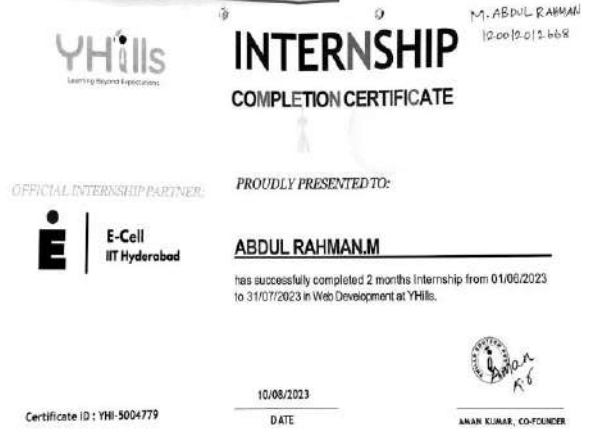 M. ABDUL RAHMAN
120012012668
YHills
Learning Beyond Expectations
INTERNSHIP
COMPLETION CERTIFICATE
OFFICIAL INTERNSHIP PARTNER:
E-Cell
IIT Hyderabad
PROUDLY PRESENTED TO:
ABDUL RAHMAN.M
has successfully completed 2 months Internship from 01/06/2023
to 31/07/2023 in Web Development at YHills.
Aman
10/08/2023
DATE
Certificate ID : YHI-5004779
AMAN KUMAR, CO-FOUNDER